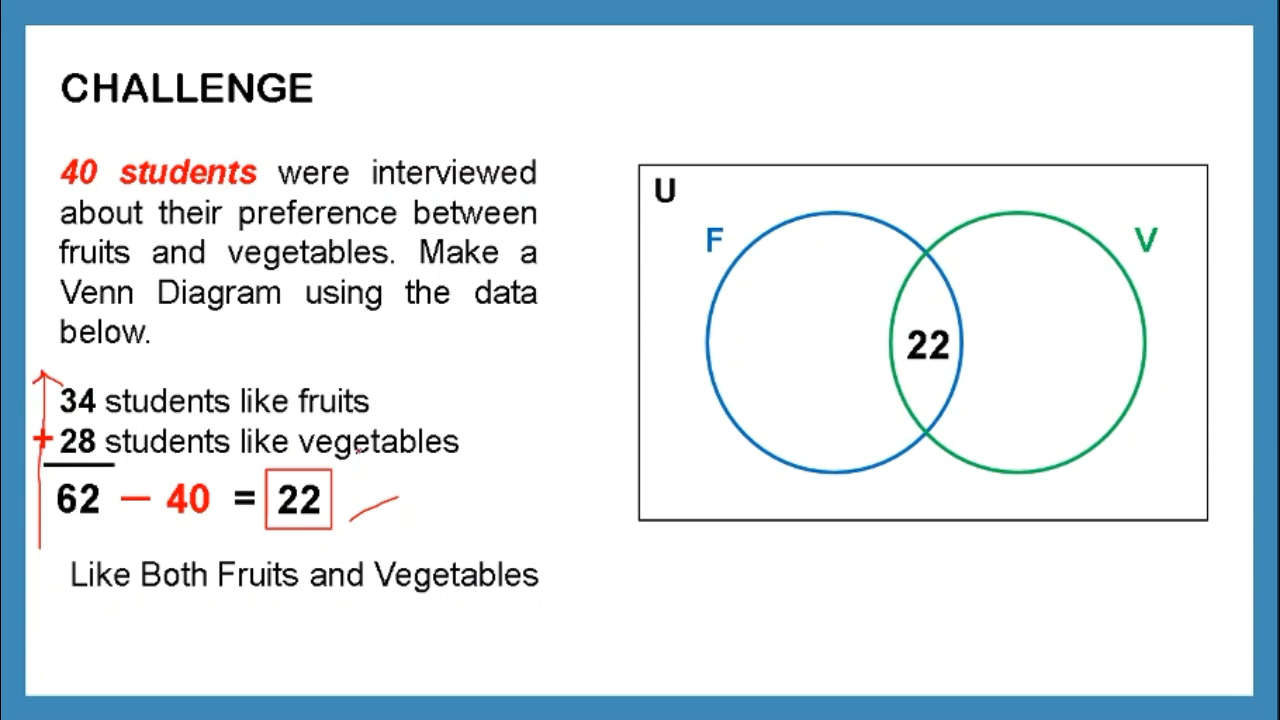 CHALLENGE
40 students were interviewed
about their preference between
fruits and vegetables. Make a
Venn Diagram using the data
below.
34 students like fruits
+ 28 students like vegetables
62 – 40 = 22
Like Both Fruits and Vegetables
U
F
V
22